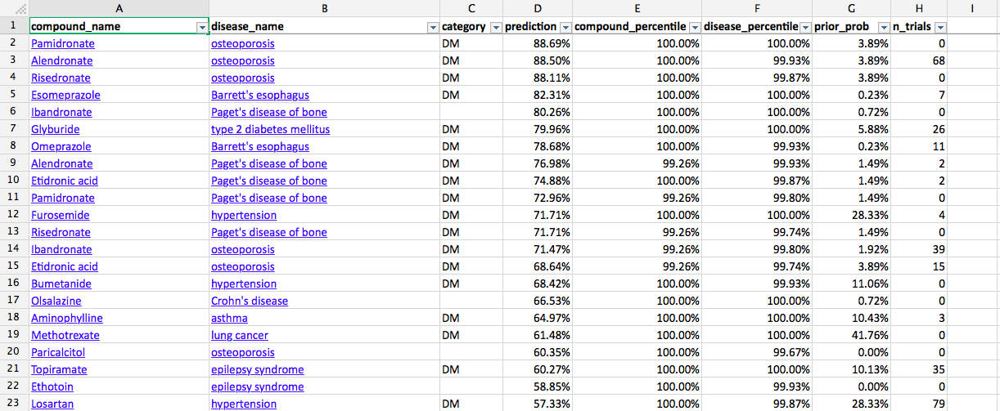 A B C D E F G H I
1 compound_name disease_name category prediction compound_percentile disease_percentile prior_prob n_trials
2 Pamidronate osteoporosis DM 88.69% 100.00% 100.00% 3.89% 0
3 Alendronate osteoporosis DM 88.50% 100.00% 99.93% 3.89% 68
4 Risedronate osteoporosis DM 88.11% 100.00% 99.87% 3.89% 0
5 Esomeprazole Barrett's esophagus DM 82.31% 100.00% 100.00% 0.23% 7
6 Ibandronate Paget's disease of bone 80.26% 100.00% 100.00% 0.72% 0
7 Glyburide type 2 diabetes mellitus DM 79.96% 100.00% 100.00% 5.88% 26
8 Omeprazole Barrett's esophagus DM 78.68% 100.00% 99.93% 0.23% 11
9 Alendronate Paget's disease of bone DM 76.98% 99.26% 99.93% 1.49% 2
10 Etidronic acid Paget's disease of bone DM 74.88% 100.00% 99.87% 1.49% 2
11 Pamidronate Paget's disease of bone DM 72.96% 99.26% 99.80% 1.49% 0
12 Furosemide hypertension DM 71.71% 100.00% 100.00% 28.33% 4
13 Risedronate Paget's disease of bone DM 71.71% 99.26% 99.74% 1.49% 0
14 Ibandronate osteoporosis DM 71.47% 99.26% 99.80% 1.92% 39
15 Etidronic acid osteoporosis DM 68.64% 99.26% 99.74% 3.89% 15
16 Bumetanide hypertension DM 68.42% 100.00% 99.93% 11.06% 0
17 Olsalazine Crohn's disease 66.53% 100.00% 100.00% 0.72% 0
18 Aminophylline asthma DM 64.97% 100.00% 100.00% 10.43% 3
19 Methotrexate lung cancer DM 61.48% 100.00% 100.00% 41.76% 0
20 Paricalcitol osteoporosis 60.35% 100.00% 99.67% 0.00% 0
21 Topiramate epilepsy syndrome DM 60.27% 100.00% 100.00% 10.13% 35
22 Ethotoin epilepsy syndrome 58.85% 100.00% 99.93% 0.00% 0
23 Losartan hypertension DM 57.33% 100.00% 99.87% 28.33% 79